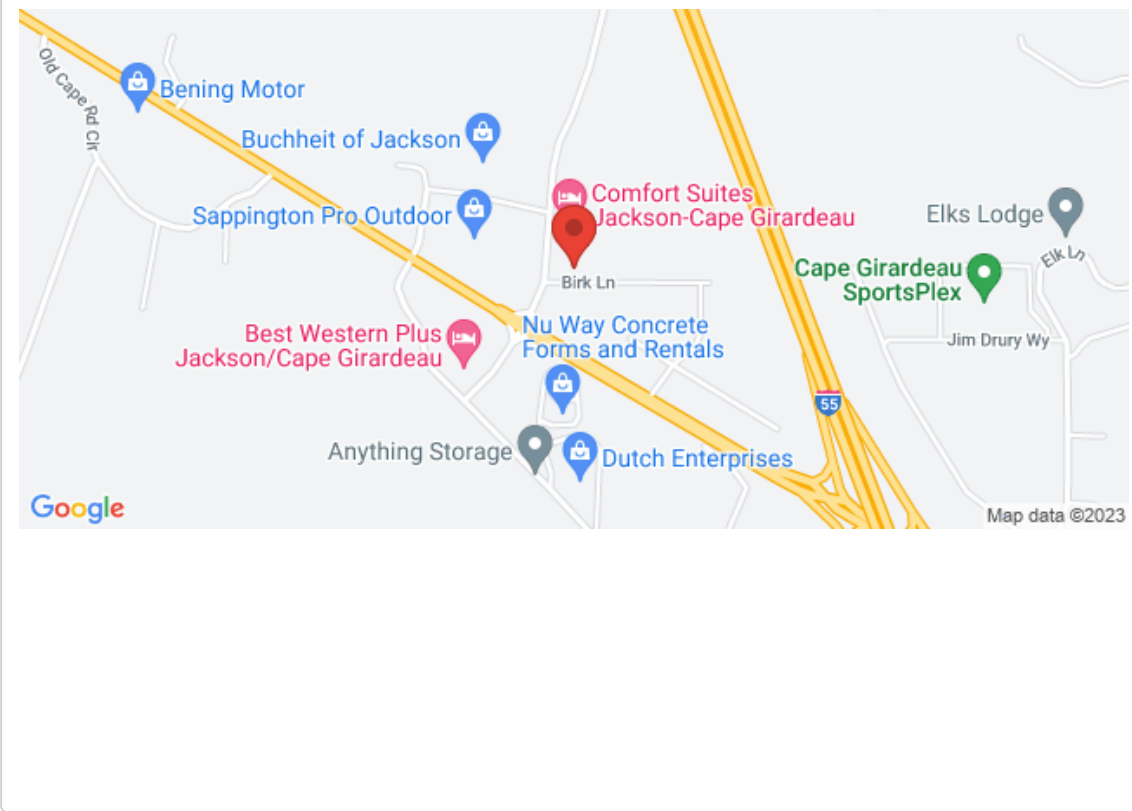 Old Cape Rd Cir
Bening Motor
Buchheit of Jackson
Comfort Suites
Jackson-Cape Girardeau
Sappington Pro Outdoor
Elks Lodge
Elk Ln
Cape Girardeau
SportsPlex
Birk Ln
Nu Way Concrete
Forms and Rentals
Best Western Plus
Jackson/Cape Girardeau
Jim Drury Wy
55
Anything Storage
Dutch Enterprises
Google
Map data ©2023